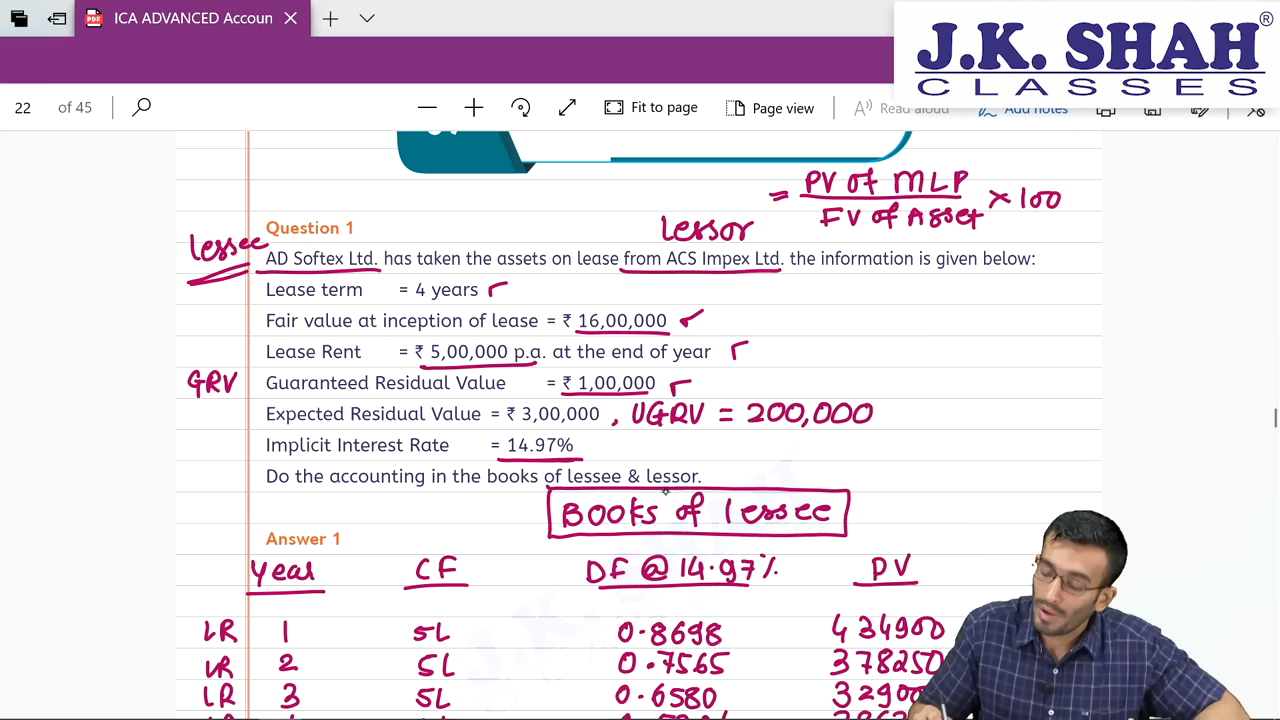 ICA ADVANCED Accoun
J.K. SHAH®
CLASSES
22 of 45
Fit to page
Page view
Read aloud
Add notes
= PV of MLP × 100
FV of Asset
Question 1
lessor
lessee
AD Softex Ltd. has taken the assets on lease from ACS Impex Ltd. the information is given below:
Lease term = 4 years
Fair value at inception of lease = ₹ 16,00,000
Lease Rent = ₹ 5,00,000 p.a. at the end of year
GRV Guaranteed Residual Value = ₹ 1,00,000
Expected Residual Value = ₹ 3,00,000 , UGRV = 200,000
Implicit Interest Rate = 14.97%
Do the accounting in the books of lessee & lessor.
Books of lessee
Answer 1
Year CF DF @ 14.97% PV
LR 1 5L 0.8698 434900
LR 2 5L 0.7565 378250
LR 3 5L 0.6580